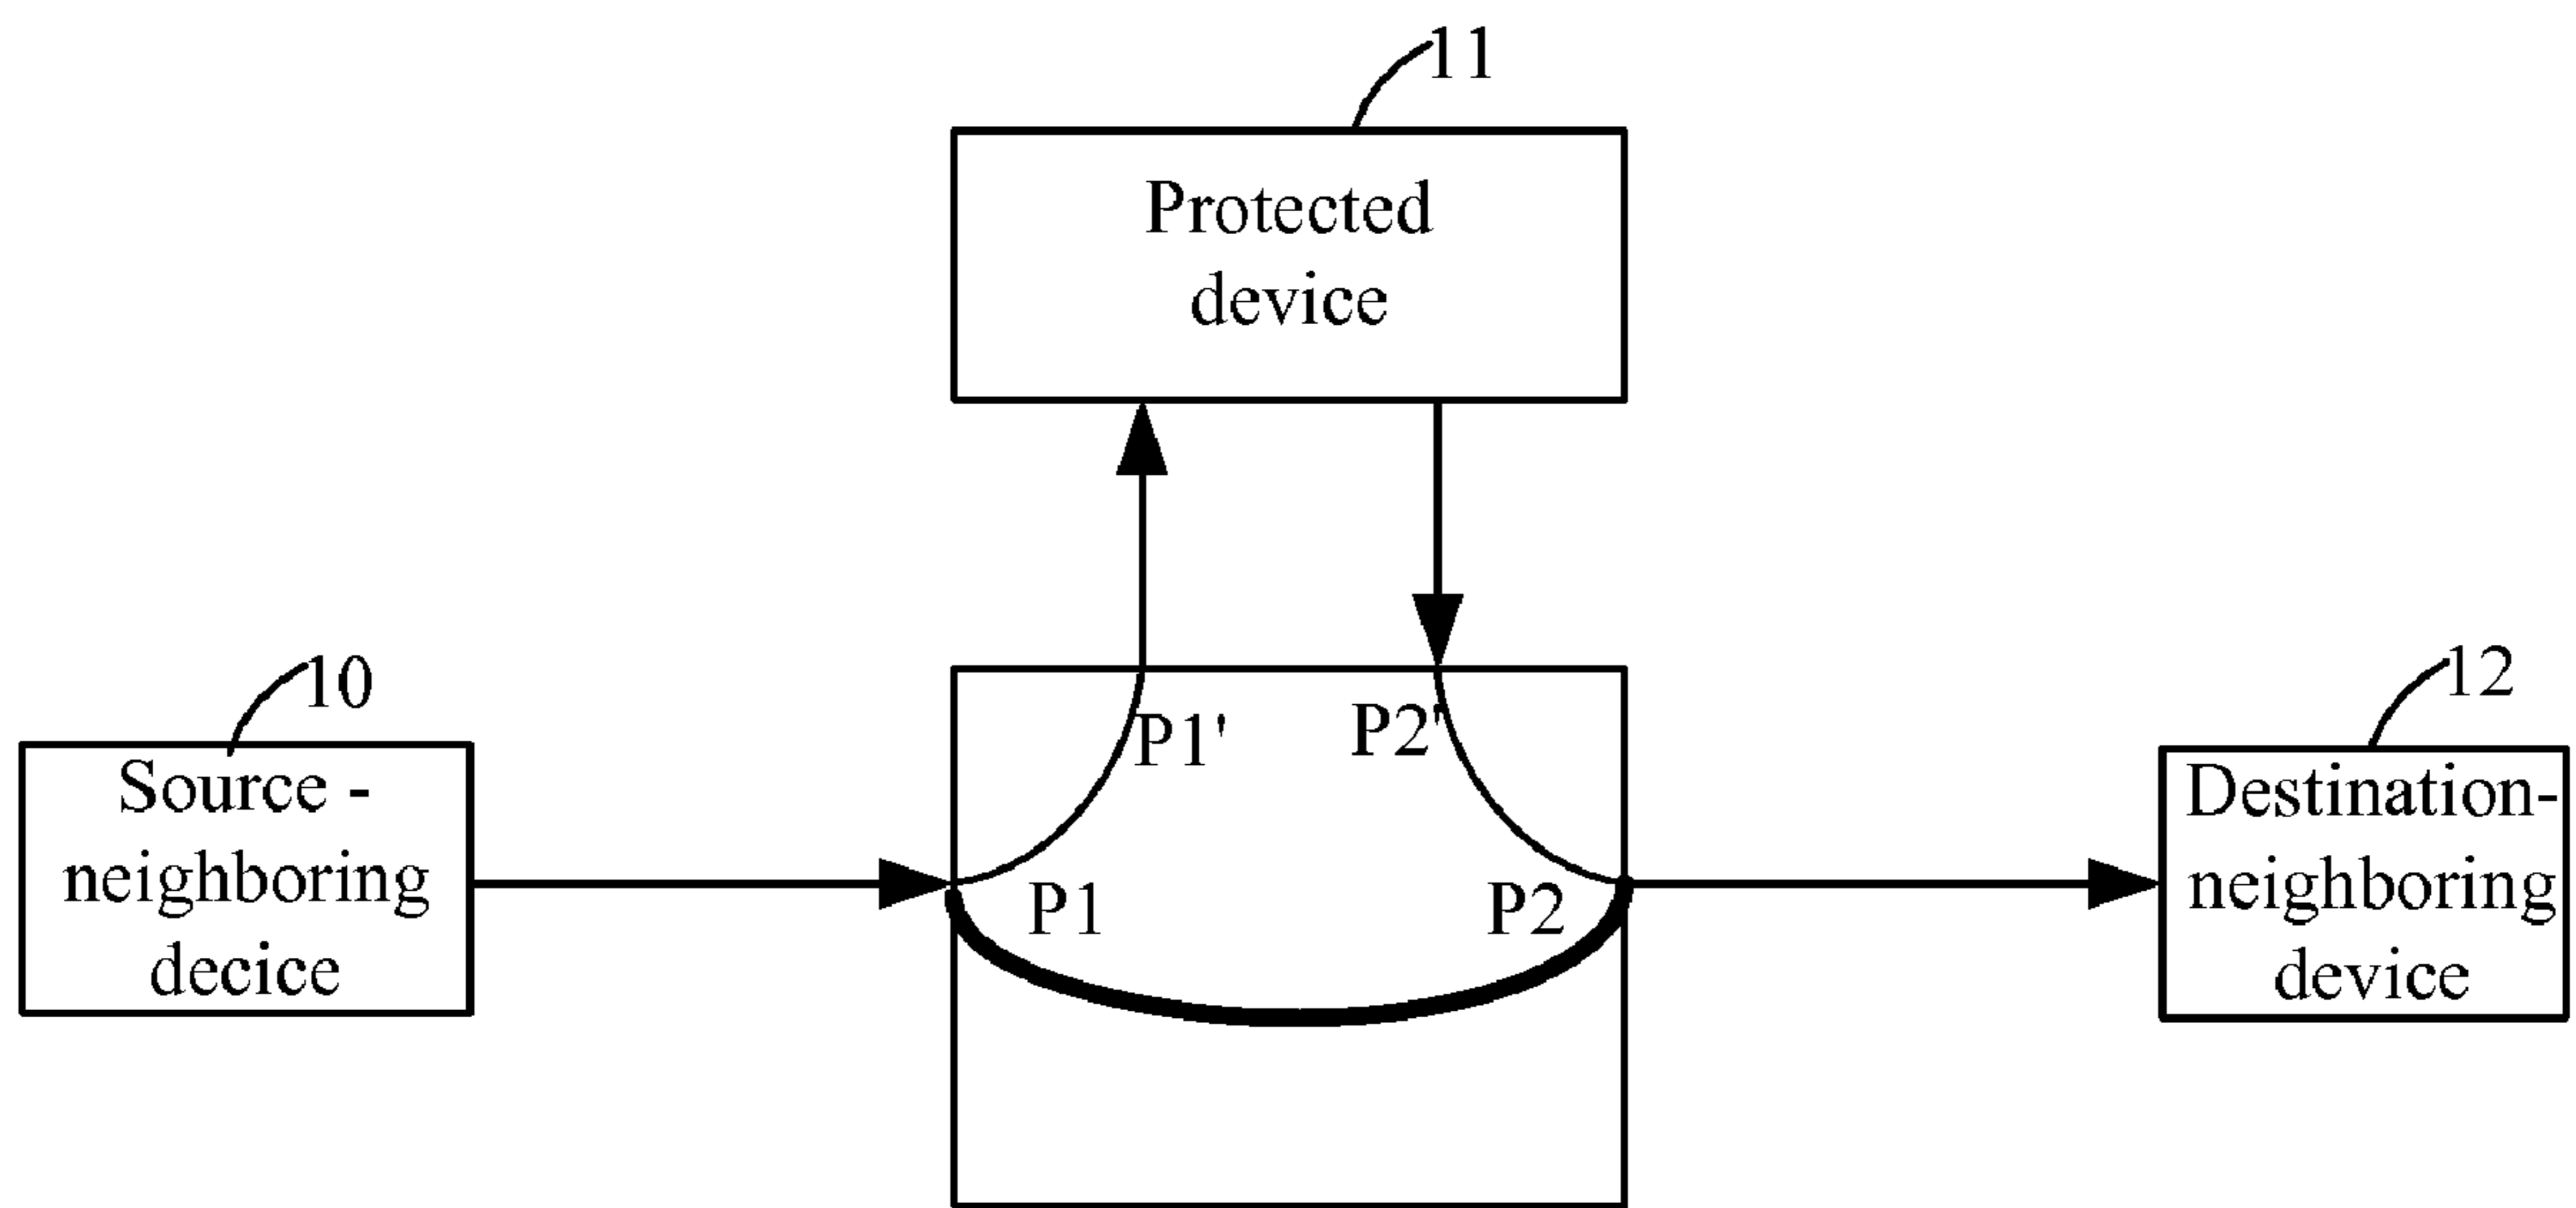 11
Protected
device
10
12
P1'
P2'
Source -
neighboring
decice
P1
P2
Destination-
neighboring
device